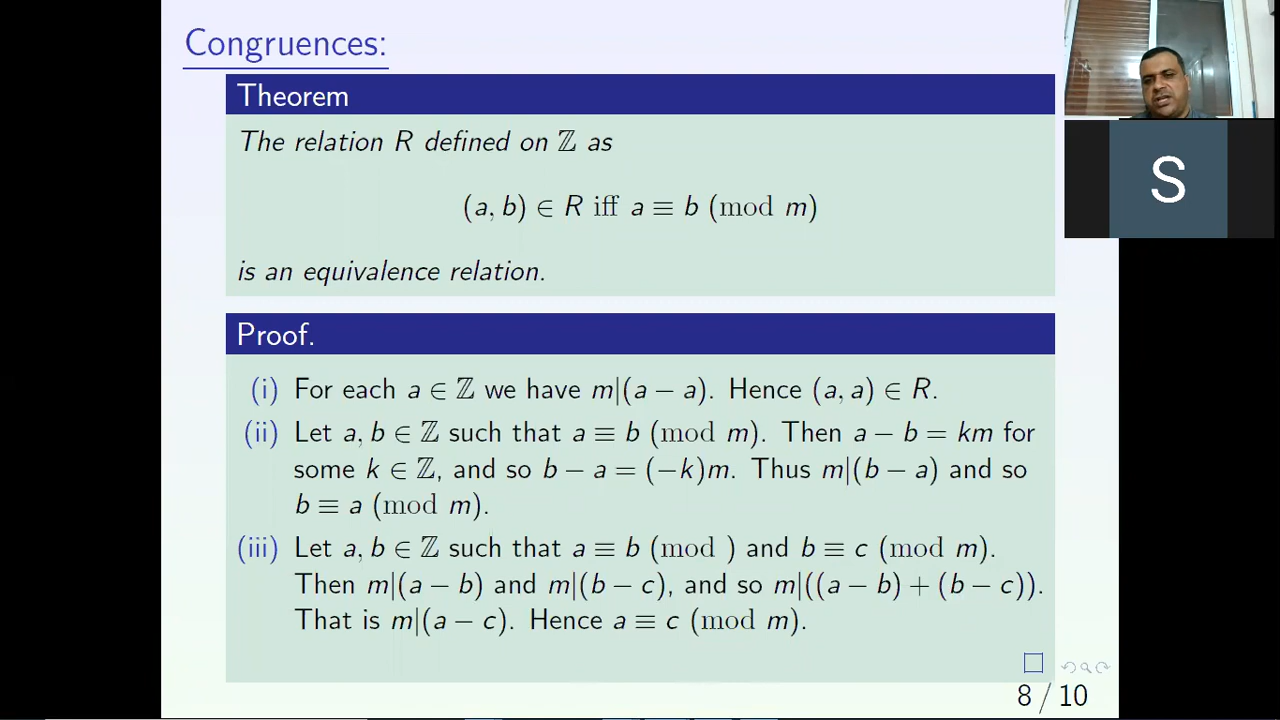 Congruences:
Theorem
The relation R defined on ℤ as
(a, b) ∈ R iff a ≡ b (mod m)
is an equivalence relation.
Proof.
(i) For each a ∈ ℤ we have m|(a − a). Hence (a, a) ∈ R.
(ii) Let a, b ∈ ℤ such that a ≡ b (mod m). Then a − b = km for
some k ∈ ℤ, and so b − a = (−k)m. Thus m|(b − a) and so
b ≡ a (mod m).
(iii) Let a, b ∈ ℤ such that a ≡ b (mod ) and b ≡ c (mod m).
Then m|(a − b) and m|(b − c), and so m|((a − b) + (b − c)).
That is m|(a − c). Hence a ≡ c (mod m).
□
8 / 10
S